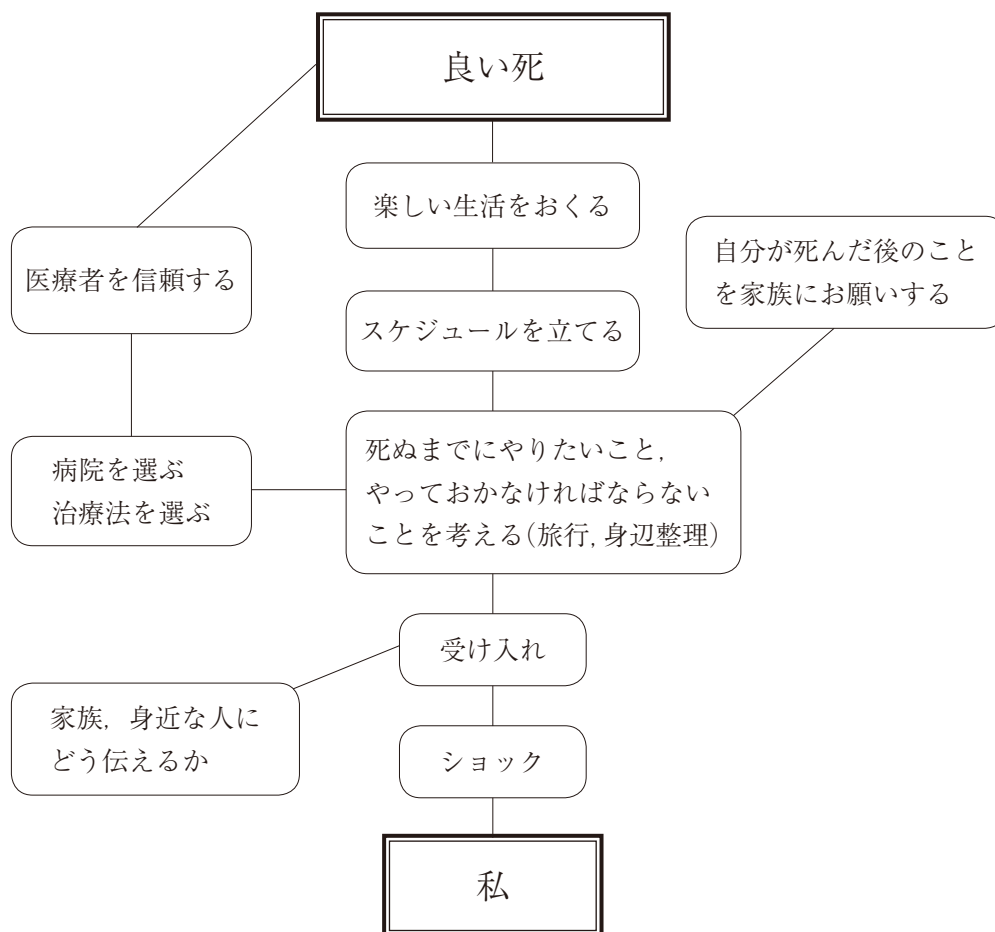 良い死
楽しい生活をおくる
医療者を信頼する
自分が死んだ後のこと
を家族にお願いする
スケジュールを立てる
病院を選ぶ
治療法を選ぶ
死ぬまでにやりたいこと,
やっておかなければならない
ことを考える(旅行, 身辺整理)
受け入れ
家族, 身近な人に
どう伝えるか
ショック
私